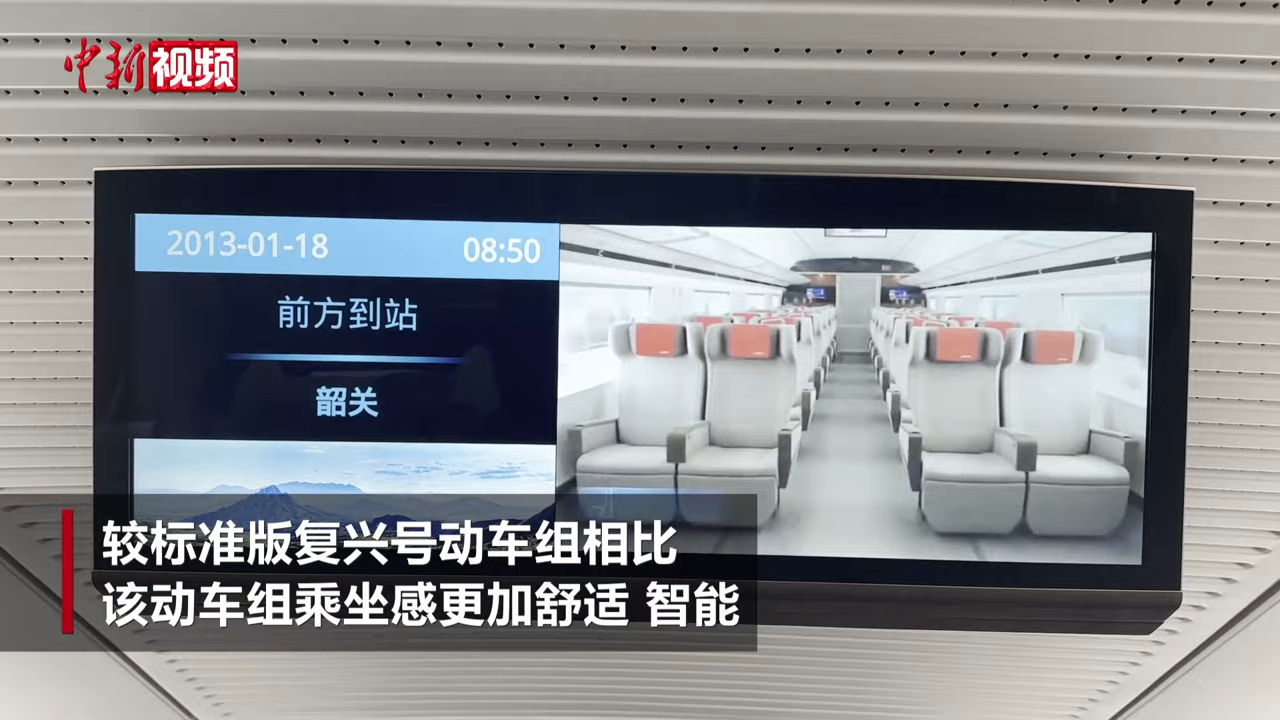 中新视频
2013-01-18 08:50
前方到站
韶关
较标准版复兴号动车组相比
该动车组乘坐感更加舒适 智能